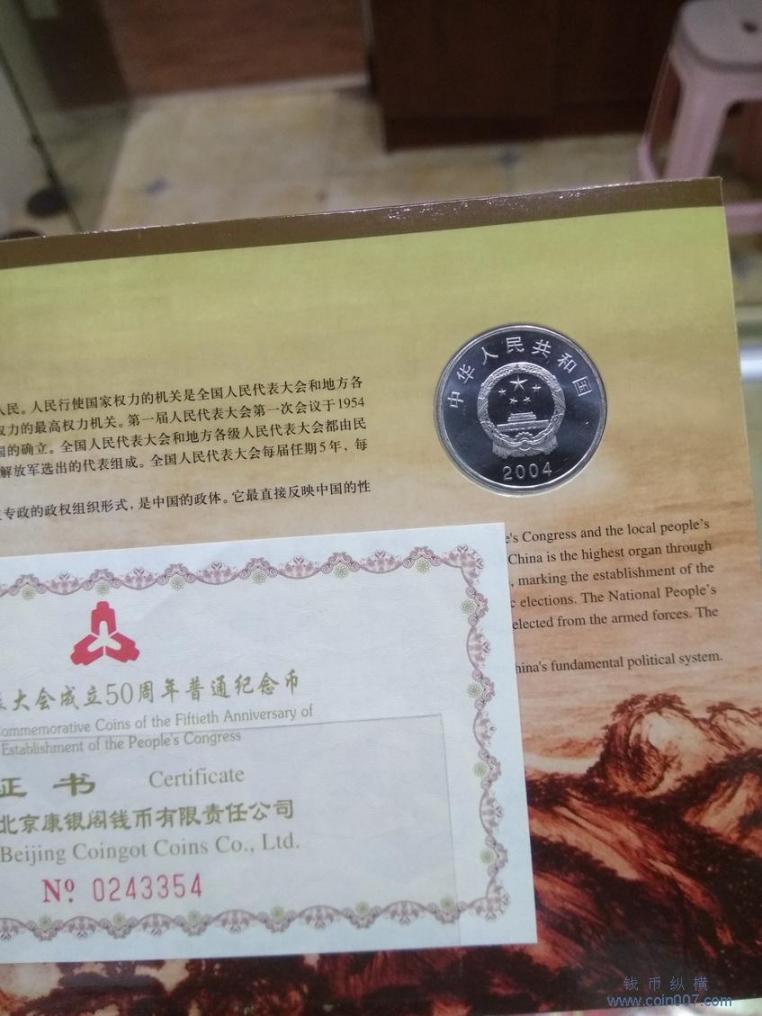 人民。人民行使国家权力的机关是全国人民代表大会和地方各
权力的最高权力机关。第一届人民代表大会第一次会议于1954
的确立。全国人民代表大会和地方各级人民代表大会都由民
解放军选出的代表组成。全国人民代表大会每届任期5年，每
专政的政权组织形式，是中国的政体。它最直接反映中国的性
中华人民共和国
2004
's Congress and the local people's
China is the highest organ through
, marking the establishment of the
c elections. The National People's
elected from the armed forces. The
hina's fundamental political system.
大会成立50周年普通纪念币
ommemorative Coins of the Fiftieth Anniversary of
Establishment of the People's Congress
证书 Certificate
北京康银阁钱币有限责任公司
Beijing Coingot Coins Co., Ltd.
Nº 0243354
钱币纵横
www.coin007.com